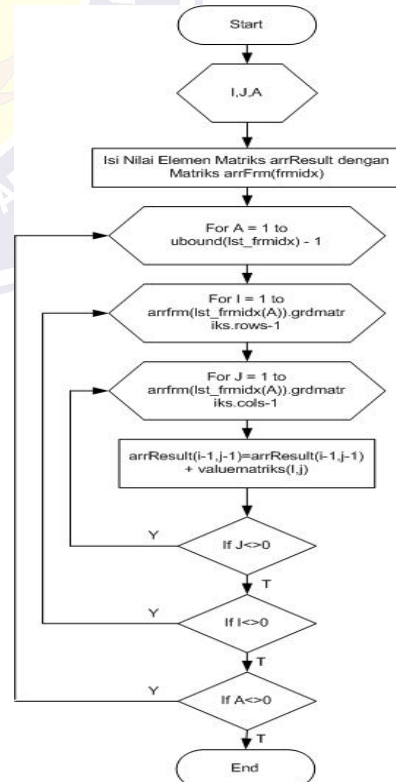 Start
I,J,A
Isi Nilai Elemen Matriks arrResult dengan
Matriks arrFrm(frmidx)
For A = 1 to
ubound(lst_frmidx) - 1
For I = 1 to
arrfrm(lst_frmidx(A)).grdmatr
iks.rows-1
For J = 1 to
arrfrm(lst_frmidx(A)).grdmatr
iks.cols-1
arrResult(i-1,j-1)=arrResult(i-1,j-1)
+ valuematriks(I,j)
Y
If J<>0
T
Y
If I<>0
T
Y
If A<>0
T
End